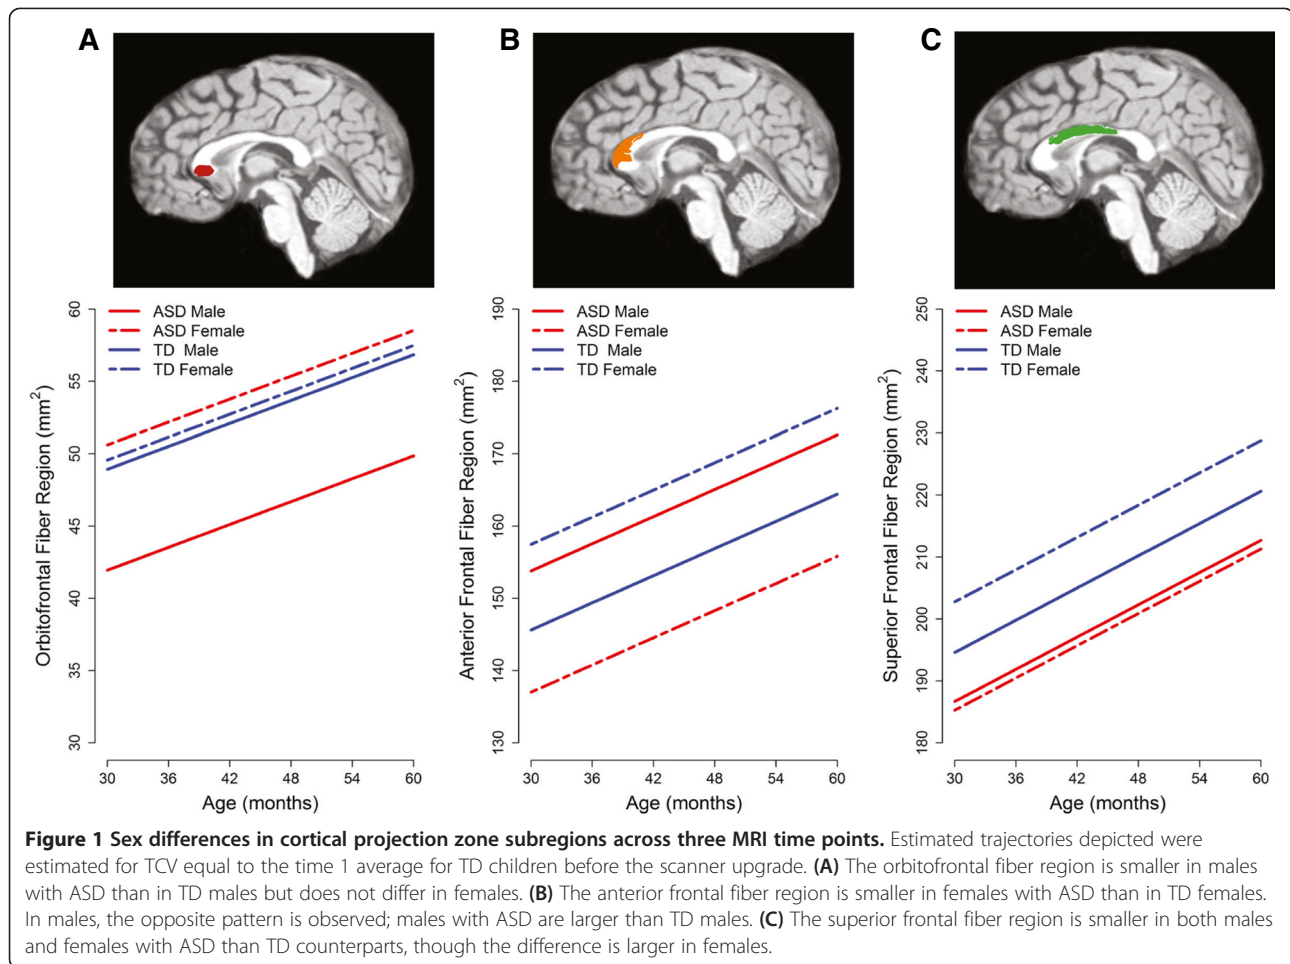 A
B
C
ASD Male
ASD Female
TD Male
TD Female
Orbitofrontal Fiber Region (mm²)
60
55
50
45
40
35
30
30 36 42 48 54 60
Age (months)
ASD Male
ASD Female
TD Male
TD Female
Anterior Frontal Fiber Region (mm²)
190
180
170
160
150
140
130
30 36 42 48 54 60
Age (months)
ASD Male
ASD Female
TD Male
TD Female
Superior Frontal Fiber Region (mm²)
250
240
230
220
210
200
190
180
30 36 42 48 54 60
Age (months)
Figure 1 Sex differences in cortical projection zone subregions across three MRI time points. Estimated trajectories depicted were
estimated for TCV equal to the time 1 average for TD children before the scanner upgrade. (A) The orbitofrontal fiber region is smaller in males
with ASD than in TD males but does not differ in females. (B) The anterior frontal fiber region is smaller in females with ASD than in TD females.
In males, the opposite pattern is observed; males with ASD are larger than TD males. (C) The superior frontal fiber region is smaller in both males
and females with ASD than TD counterparts, though the difference is larger in females.